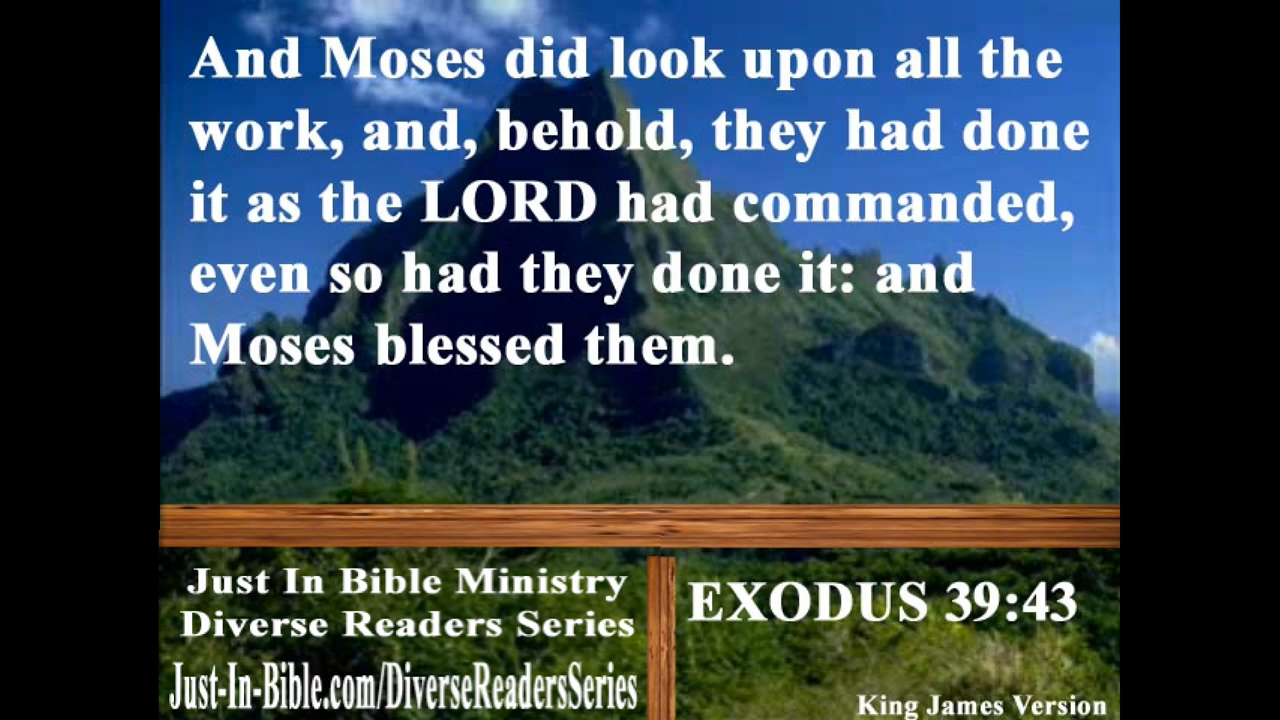 And Moses did look upon all the
work, and, behold, they had done
it as the LORD had commanded,
even so had they done it: and
Moses blessed them.
Just In Bible Ministry
Diverse Readers Series
Just-In-Bible.com/DiverseReadersSeries
EXODUS 39:43
King James Version